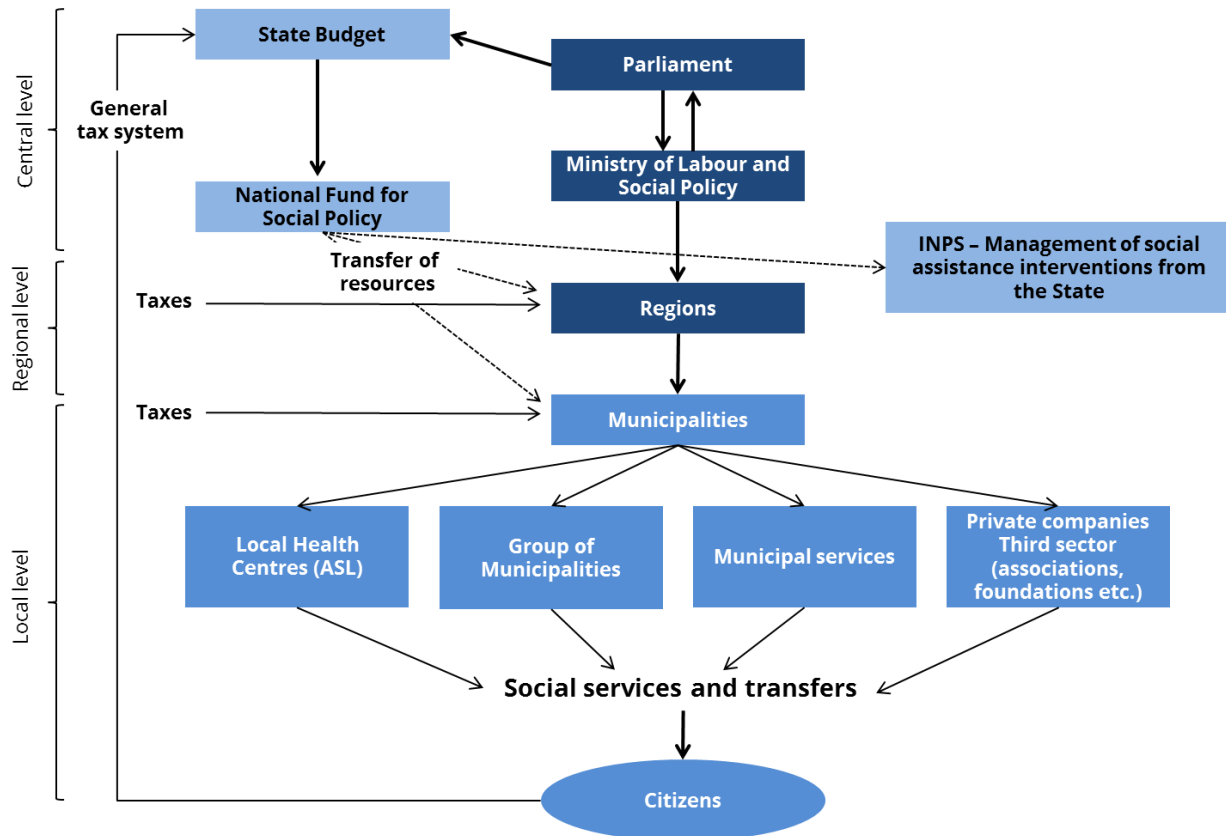 State Budget
Parliament
Central level
General
tax system
Ministry of Labour and
Social Policy
National Fund for
Social Policy
INPS – Management of social
assistance interventions from
the State
Transfer of
resources
Regional level
Taxes
Regions
Taxes
Municipalities
Local level
Local Health
Centres (ASL)
Group of
Municipalities
Municipal services
Private companies
Third sector
(associations,
foundations etc.)
Social services and transfers
Citizens